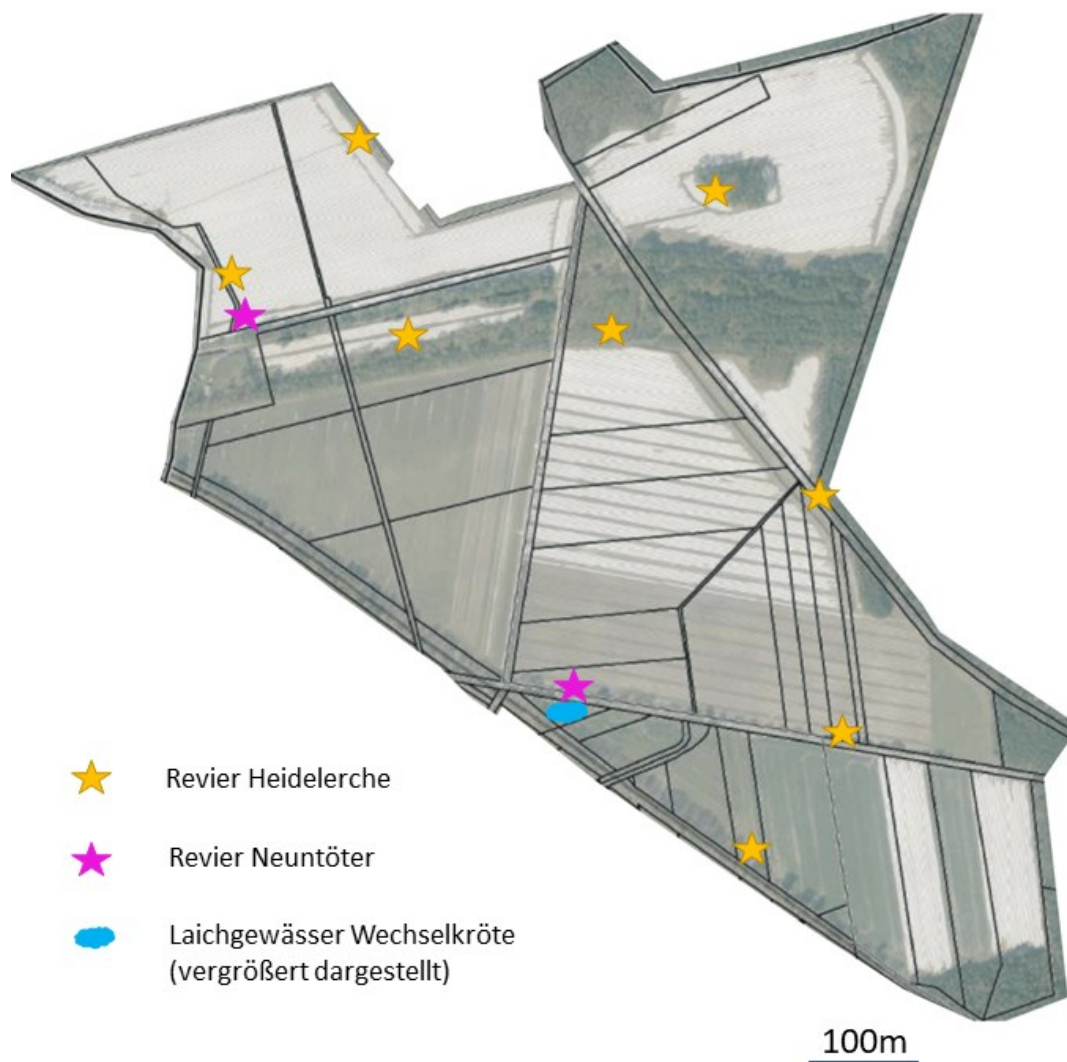 Revier Heidelerche
Revier Neuntöter
Laichgewässer Wechselkröte
(vergrößert dargestellt)
100m